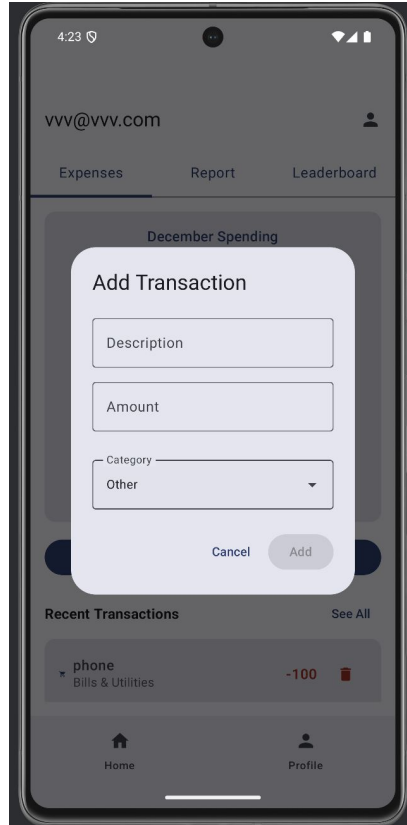 4:23
vvv@vvv.com
Expenses Report Leaderboard
December Spending
Add Transaction
Description
Amount
Category
Other
Cancel Add
Recent Transactions See All
phone
Bills & Utilities
-100
Home Profile